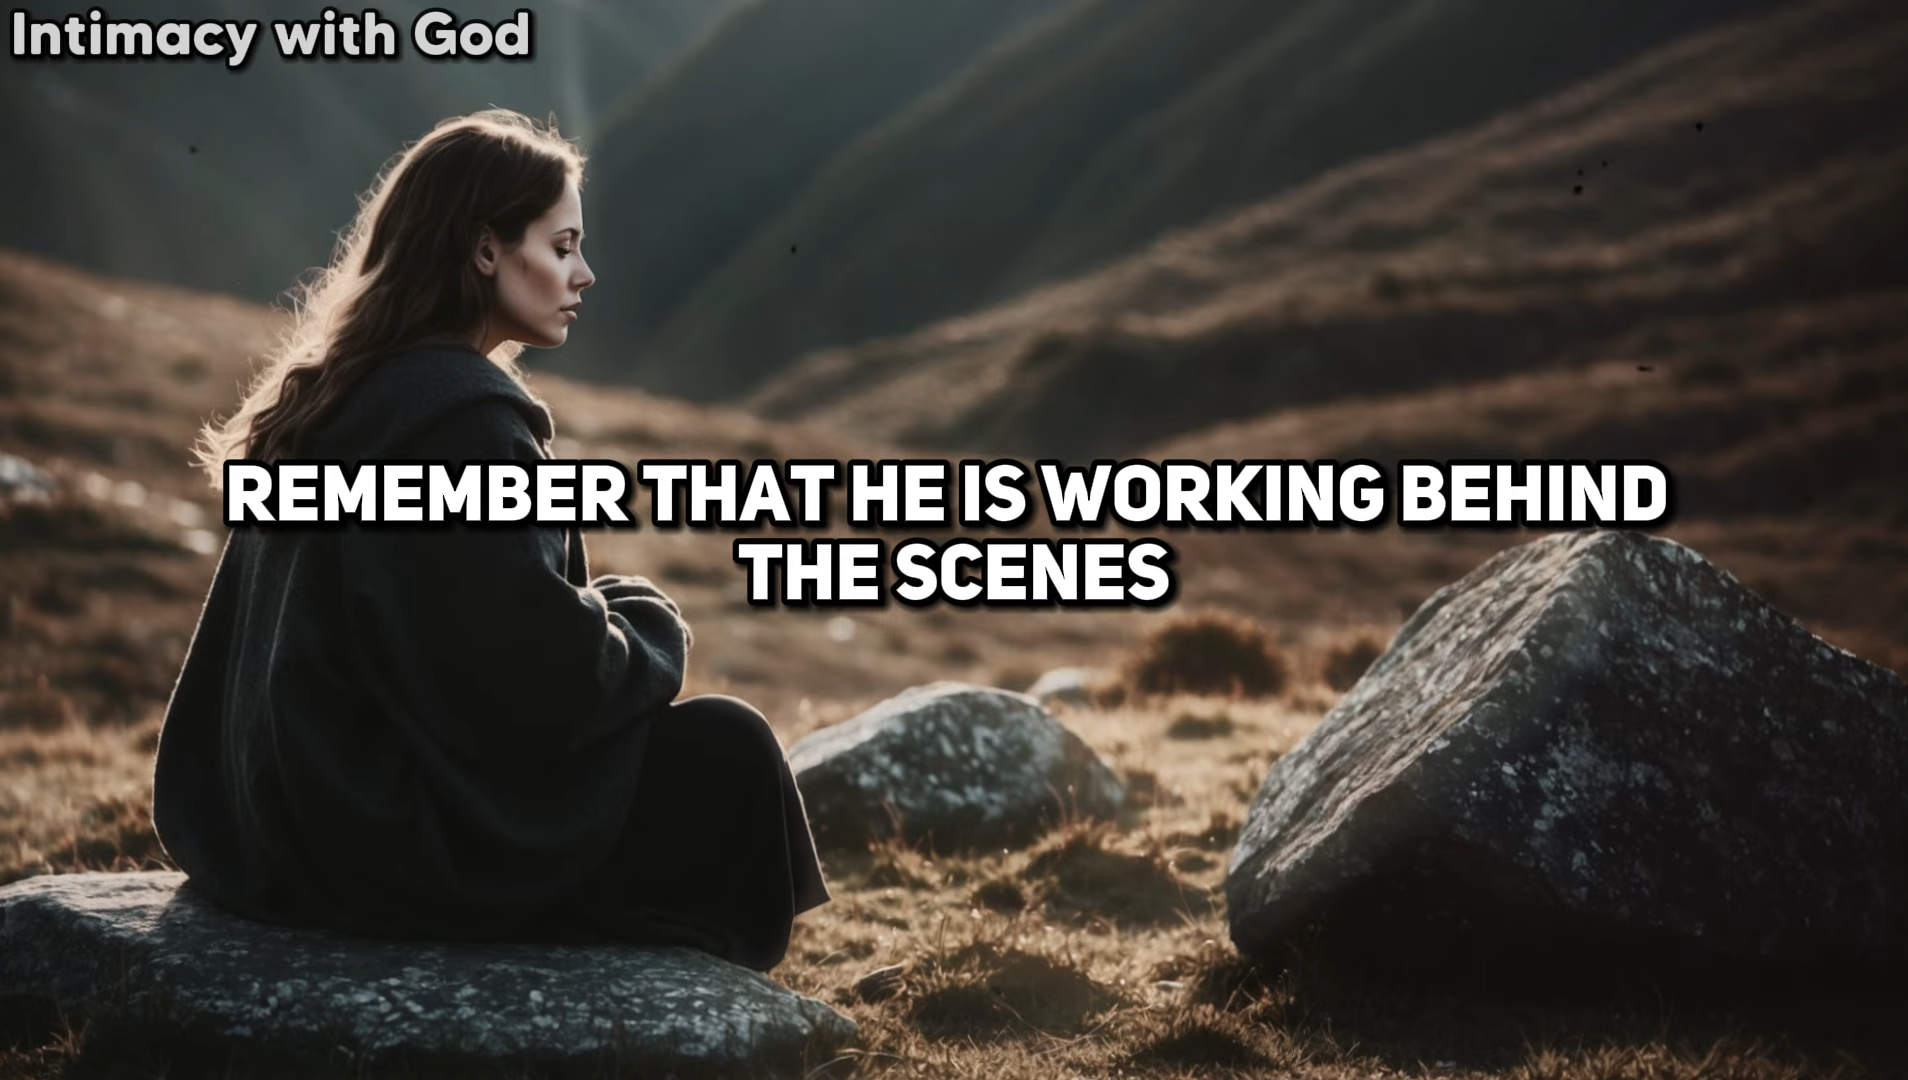 Intimacy with God
REMEMBER THAT HE IS WORKING BEHIND
THE SCENES